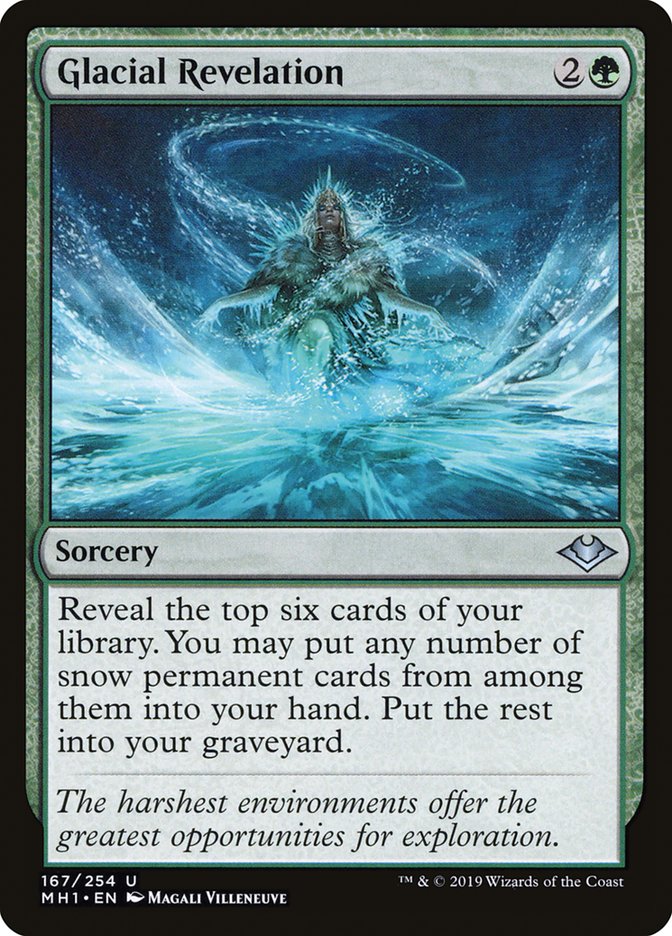 Glacial Revelation 2
Sorcery
Reveal the top six cards of your
library. You may put any number of
snow permanent cards from among
them into your hand. Put the rest
into your graveyard.
The harshest environments offer the
greatest opportunities for exploration.
167/254 U
MH1 • EN Magali Villeneuve
™ & © 2019 Wizards of the Coast